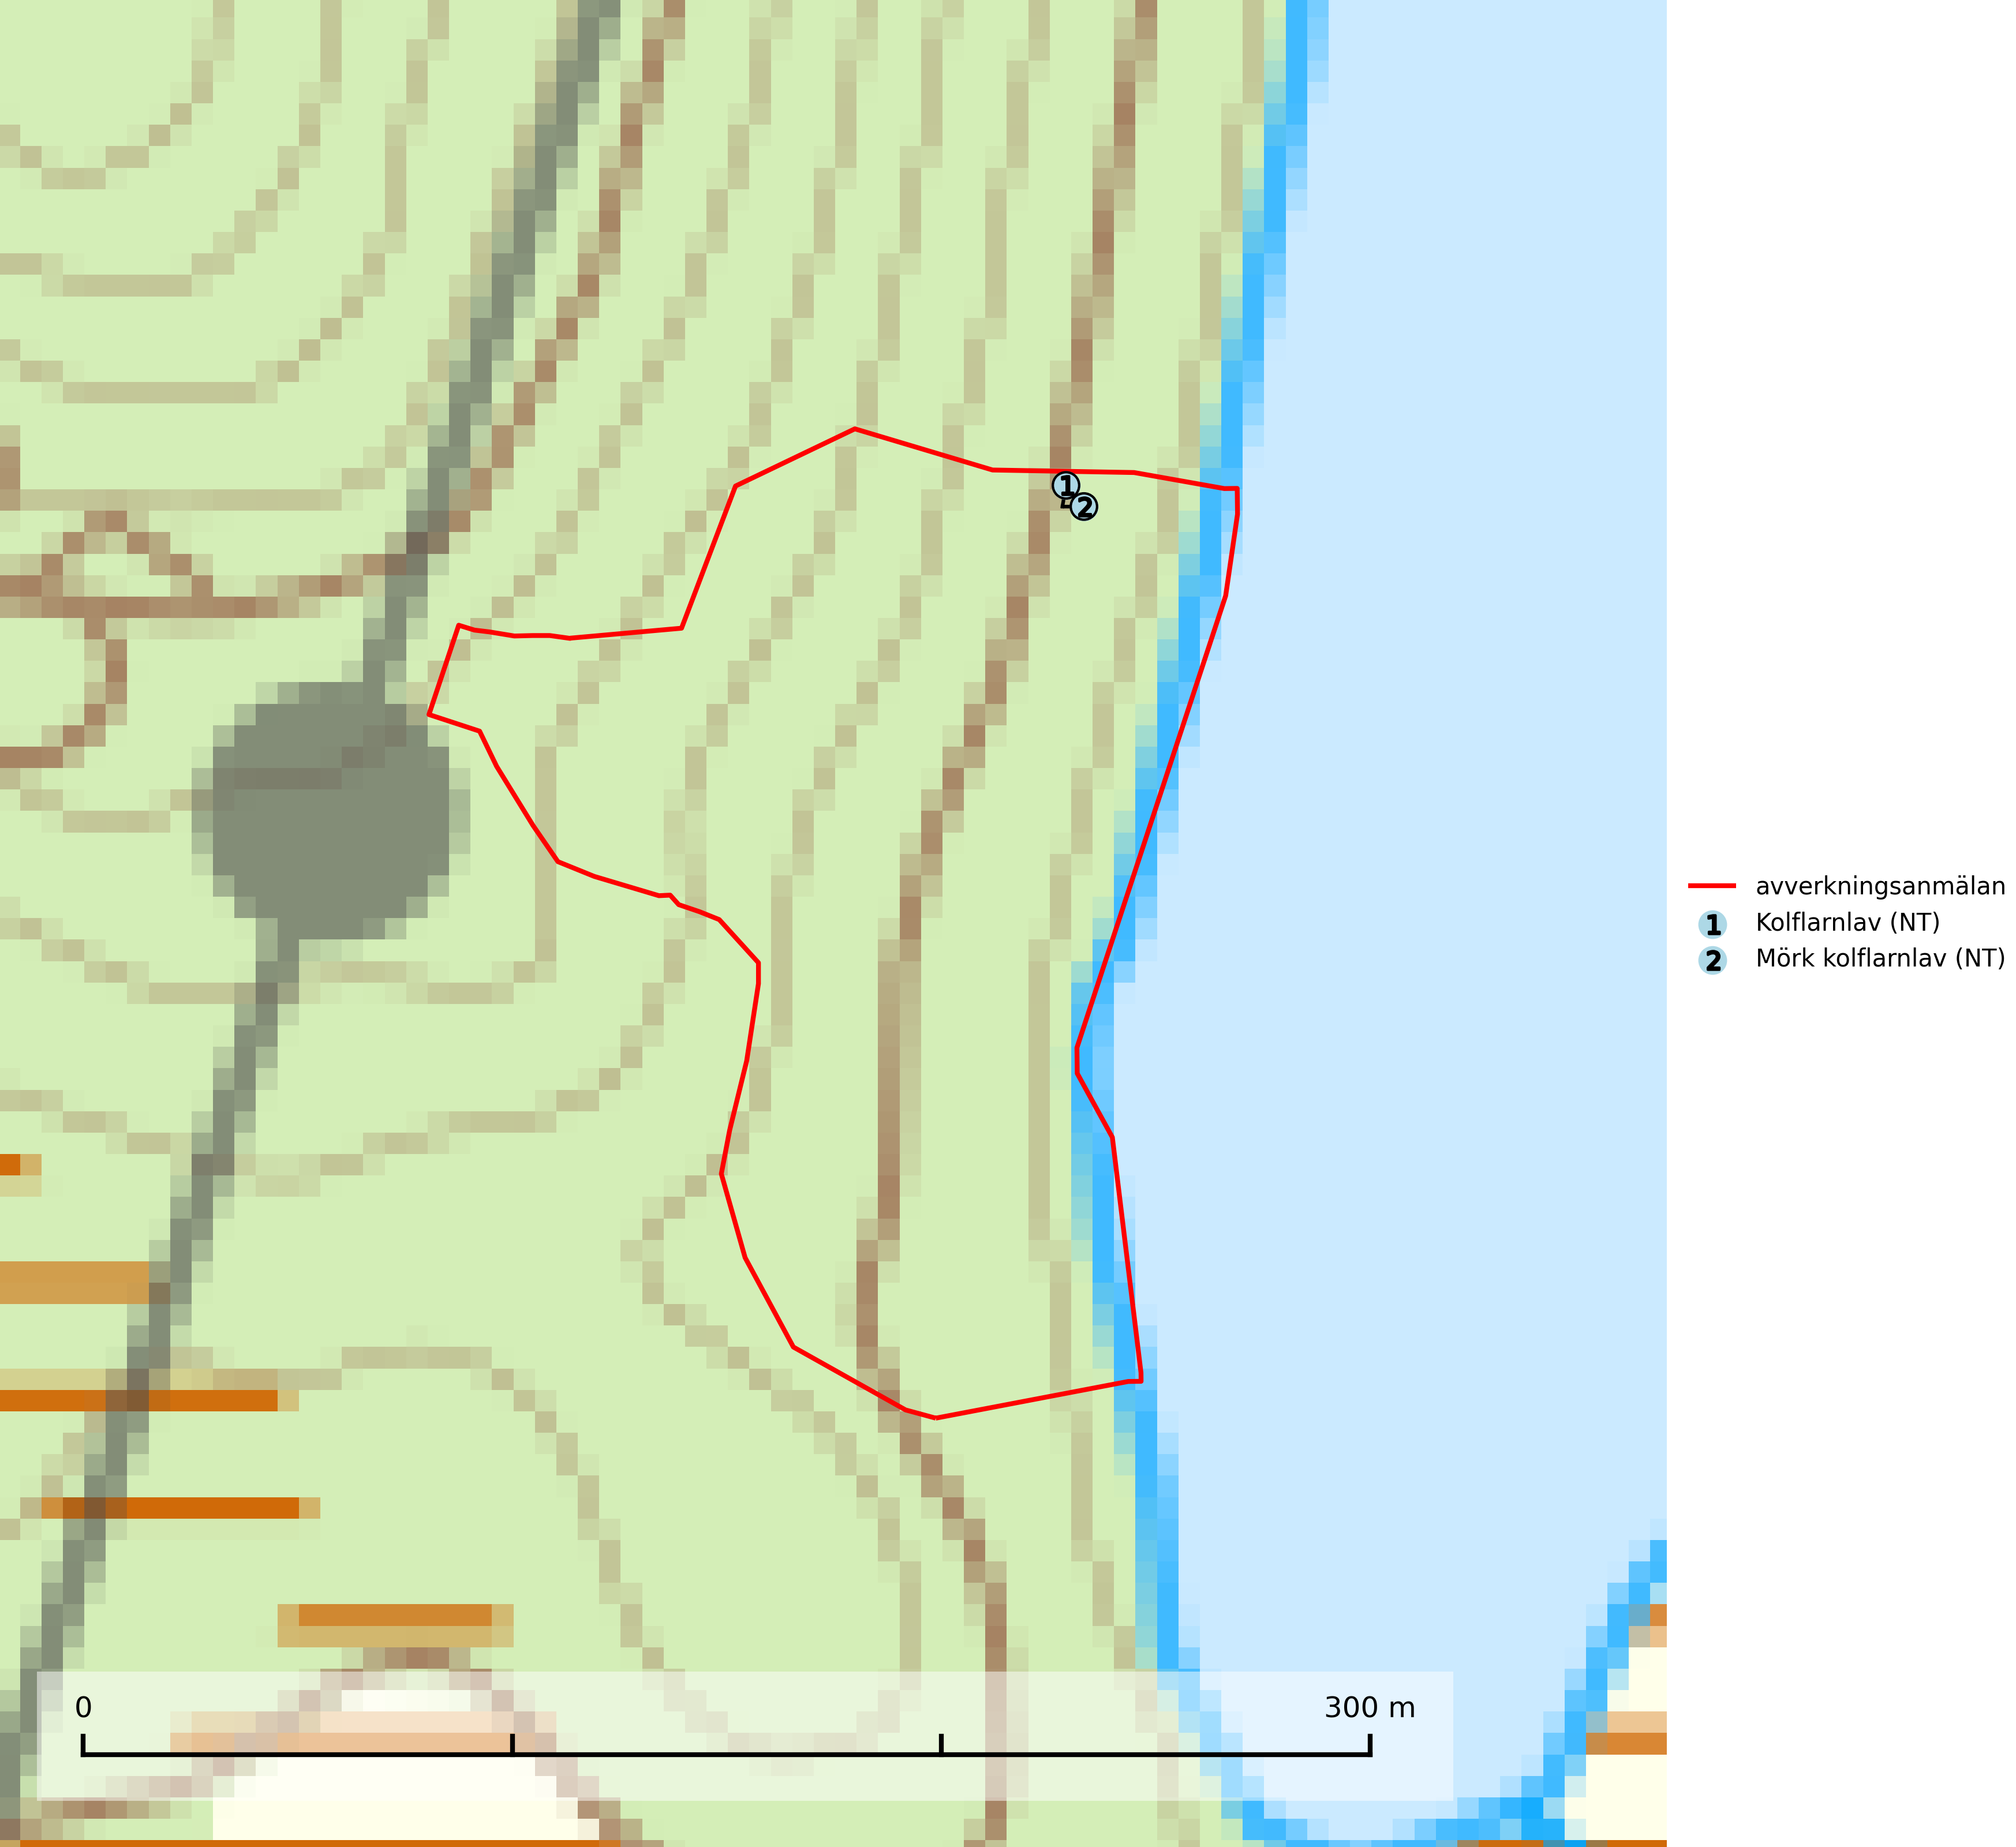 1
2
avverkningsanmälan
1 Kolflarnlav (NT)
2 Mörk kolflarnlav (NT)
0 300 m